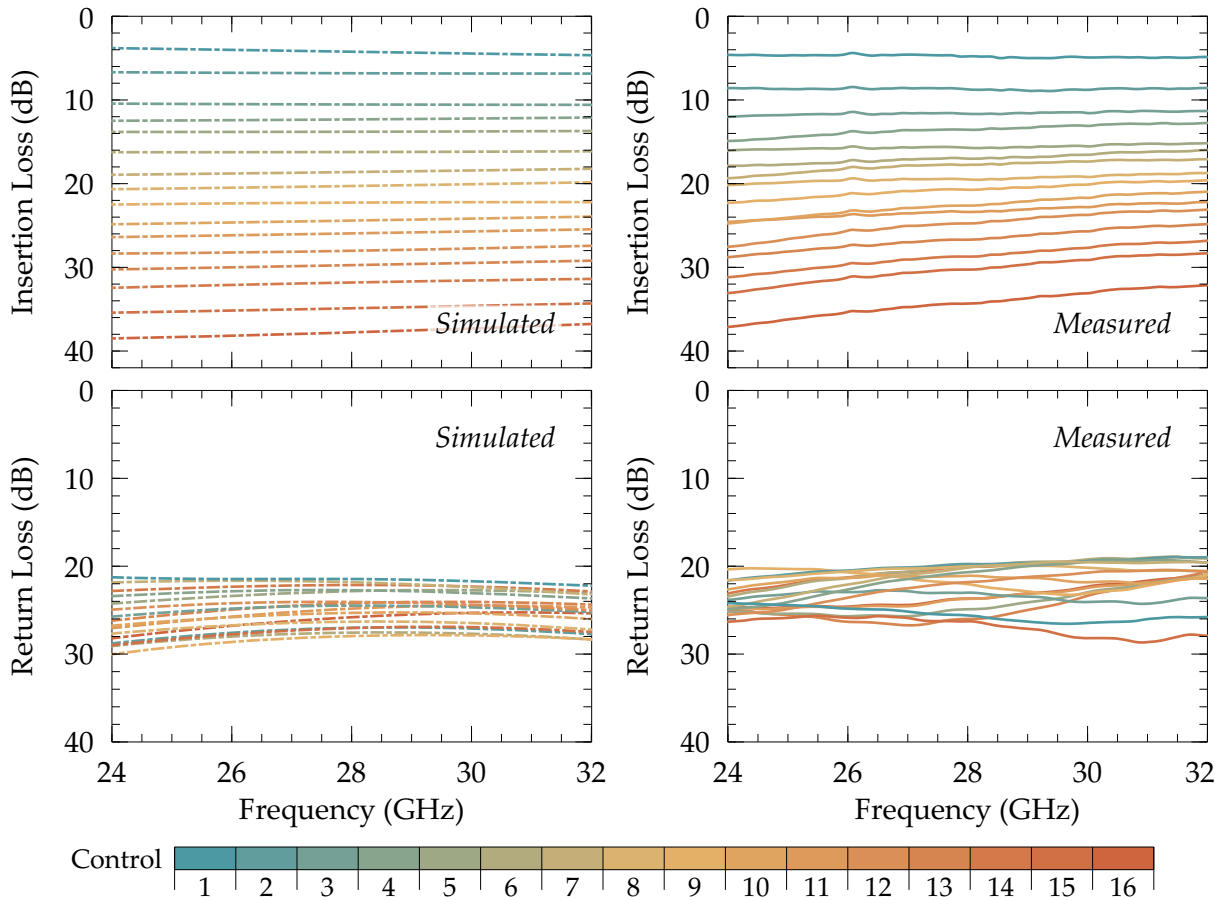 0
10
20
30
40
Insertion Loss (dB)
Simulated
0
10
20
30
40
Insertion Loss (dB)
Measured
0
10
20
30
40
Return Loss (dB)
Simulated
24 26 28 30 32
Frequency (GHz)
0
10
20
30
40
Return Loss (dB)
Measured
24 26 28 30 32
Frequency (GHz)
Control
1 2 3 4 5 6 7 8 9 10 11 12 13 14 15 16